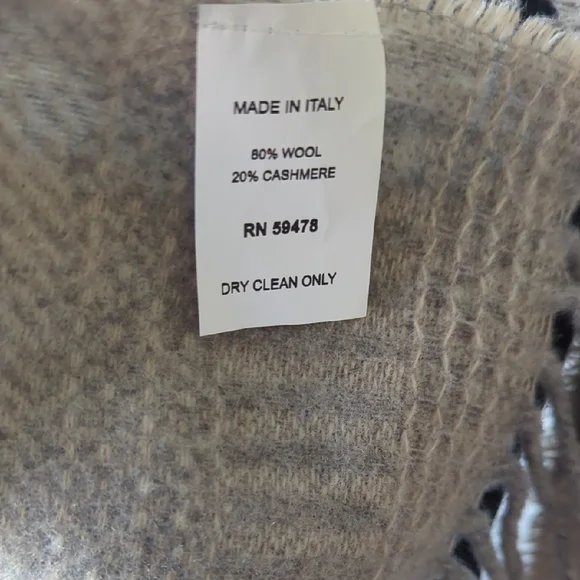 MADE IN ITALY
80% WOOL
20% CASHMERE
RN 59478
DRY CLEAN ONLY